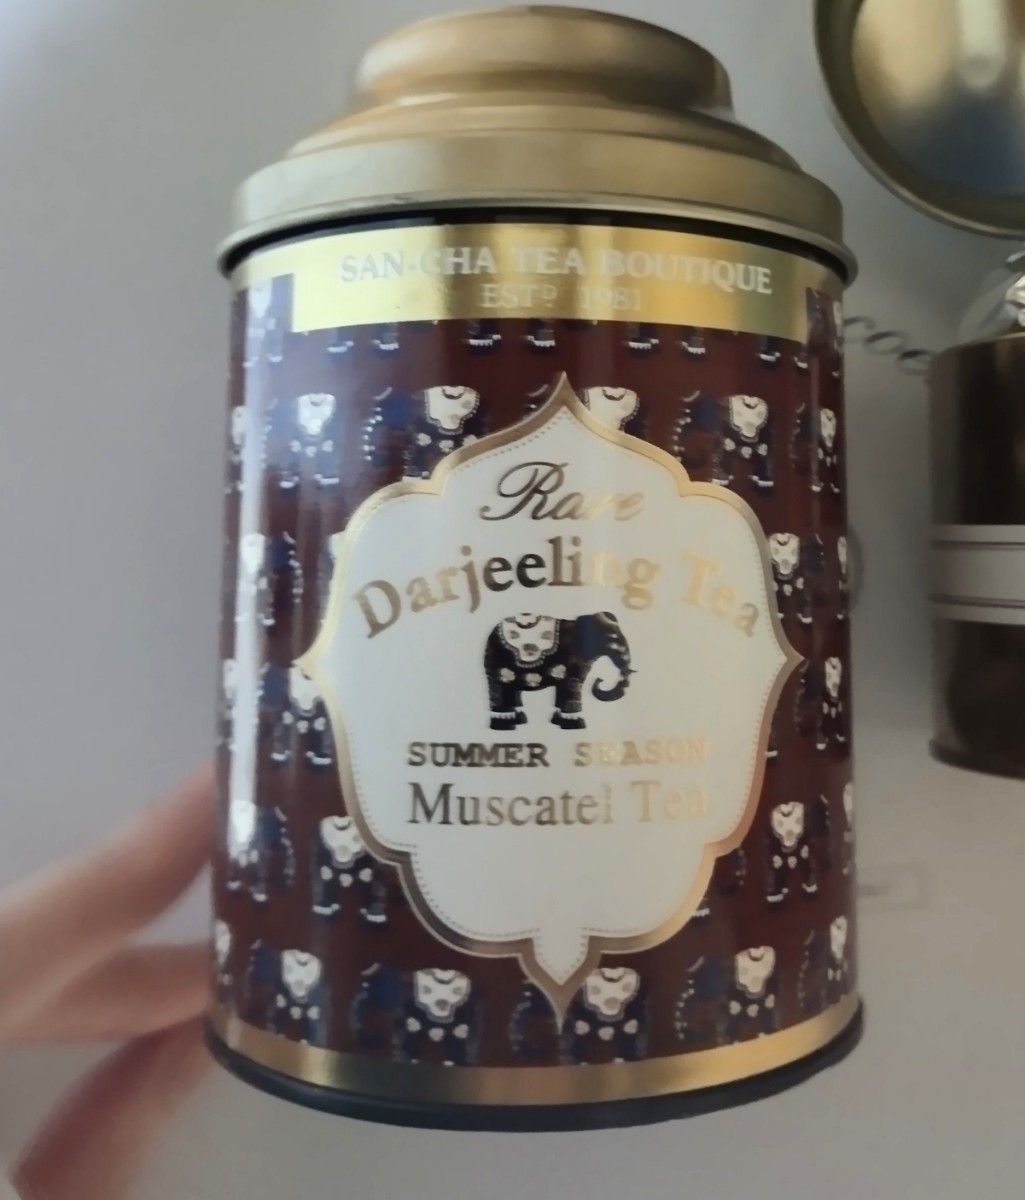 SAN-CHA TEA BOUTIQUE
ESTD 1981
Rare
Darjeeling Tea
SUMMER SEASON
Muscatel Tea